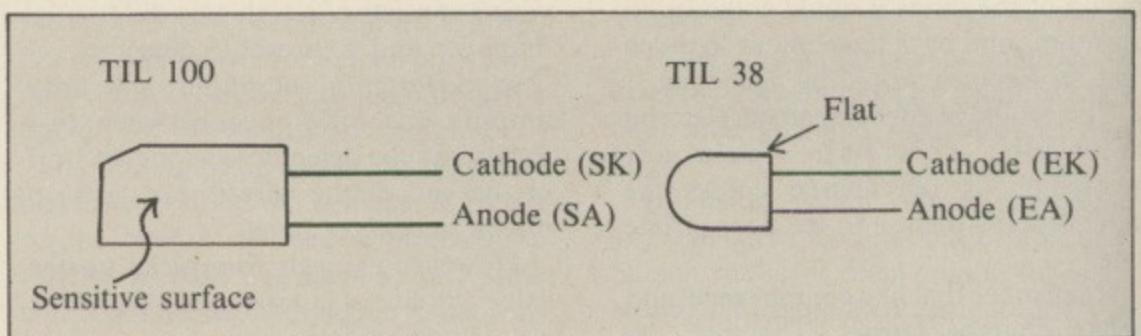 TIL 100
TIL 38
Flat
Cathode (SK)
Cathode (EK)
Anode (SA)
Anode (EA)
Sensitive surface